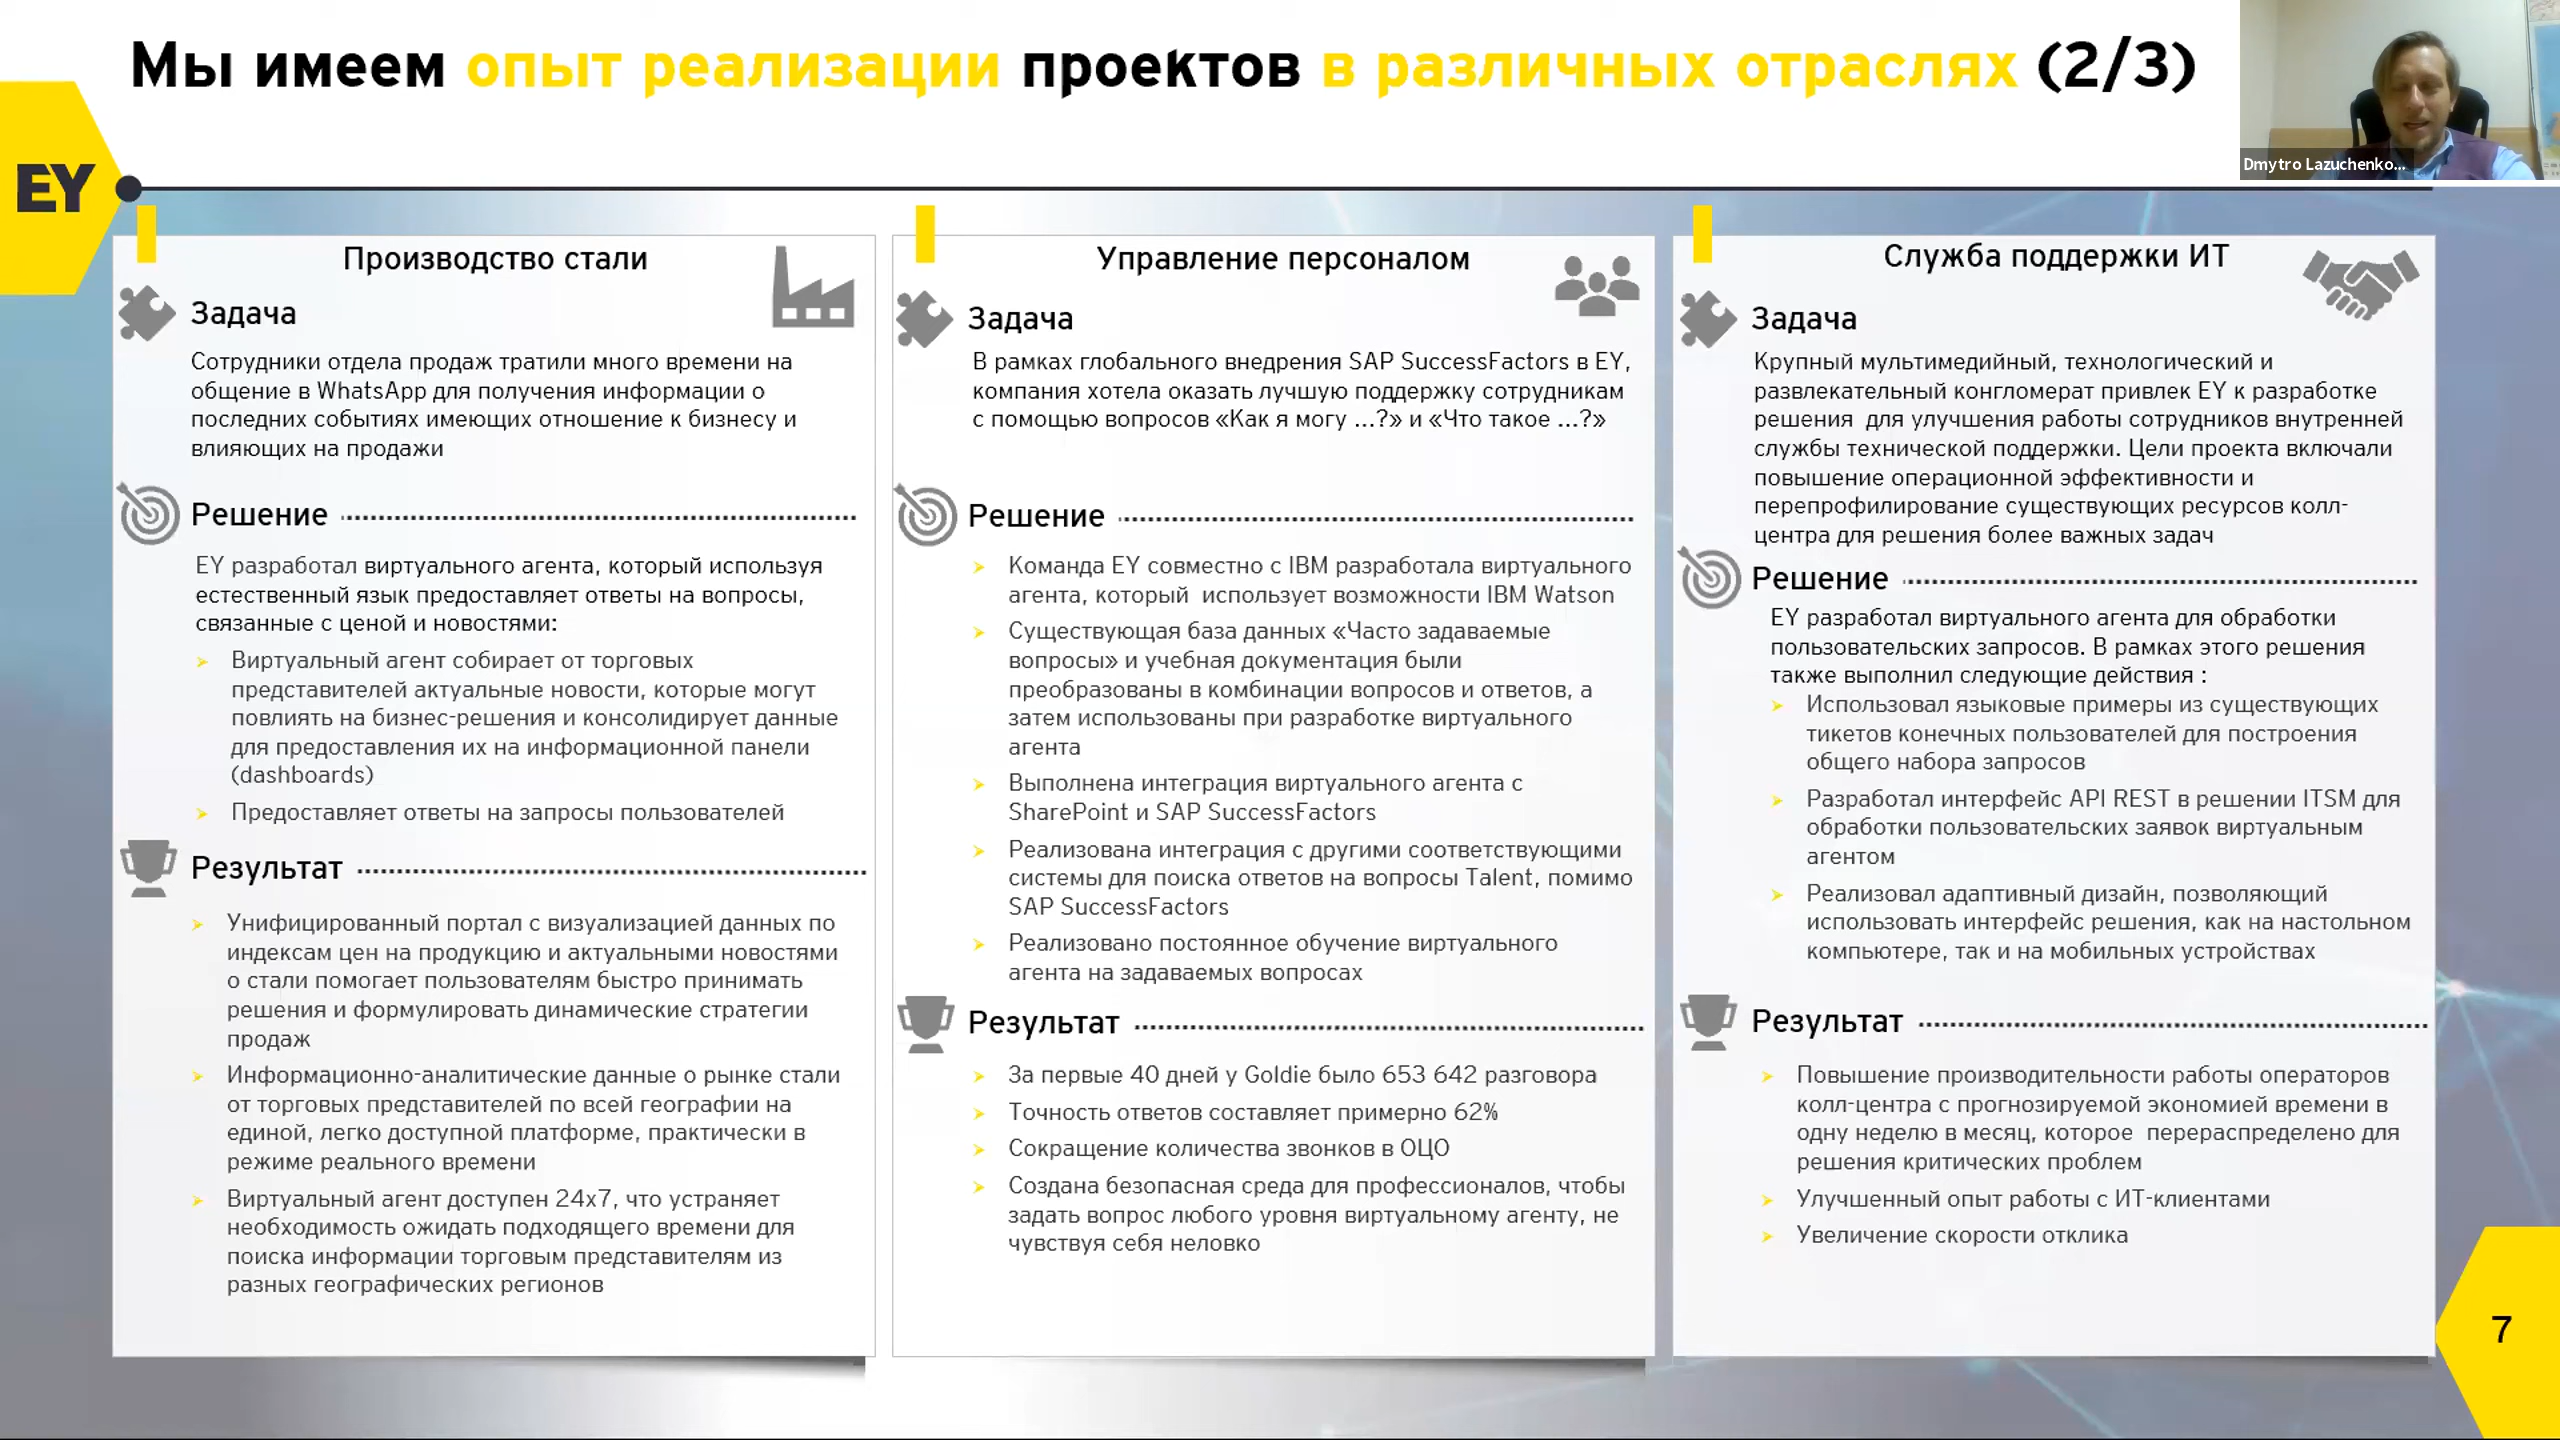 Мы имеем опыт реализации проектов в различных отраслях (2/3)
Dmytro Lazuchenko...
EY
Производство стали
Задача
Сотрудники отдела продаж тратили много времени на
общение в WhatsApp для получения информации о
последних событиях имеющих отношение к бизнесу и
влияющих на продажи
Решение
EY разработал виртуального агента, который используя
естественный язык предоставляет ответы на вопросы,
связанные с ценой и новостями:
Виртуальный агент собирает от торговых
представителей актуальные новости, которые могут
повлиять на бизнес-решения и консолидирует данные
для предоставления их на информационной панели
(dashboards)
Предоставляет ответы на запросы пользователей
Результат
Унифицированный портал с визуализацией данных по
индексам цен на продукцию и актуальными новостями
о стали помогает пользователям быстро принимать
решения и формулировать динамические стратегии
продаж
Информационно-аналитические данные о рынке стали
от торговых представителей по всей географии на
единой, легко доступной платформе, практически в
режиме реального времени
Виртуальный агент доступен 24x7, что устраняет
необходимость ожидать подходящего времени для
поиска информации торговым представителям из
разных географических регионов
Управление персоналом
Задача
В рамках глобального внедрения SAP SuccessFactors в EY,
компания хотела оказать лучшую поддержку сотрудникам
с помощью вопросов «Как я могу ...?» и «Что такое ...?»
Решение
Команда EY совместно с IBM разработала виртуального
агента, который  использует возможности IBM Watson
Существующая база данных «Часто задаваемые
вопросы» и учебная документация были
преобразованы в комбинации вопросов и ответов, а
затем использованы при разработке виртуального
агента
Выполнена интеграция виртуального агента с
SharePoint и SAP SuccessFactors
Реализована интеграция с другими соответствующими
системы для поиска ответов на вопросы Talent, помимо
SAP SuccessFactors
Реализовано постоянное обучение виртуального
агента на задаваемых вопросах
Результат
За первые 40 дней у Goldie было 653 642 разговора
Точность ответов составляет примерно 62%
Сокращение количества звонков в ОЦО
Создана безопасная среда для профессионалов, чтобы
задать вопрос любого уровня виртуальному агенту, не
чувствуя себя неловко
Служба поддержки ИТ
Задача
Крупный мультимедийный, технологический и
развлекательный конгломерат привлек EY к разработке
решения  для улучшения работы сотрудников внутренней
службы технической поддержки. Цели проекта включали
повышение операционной эффективности и
перепрофилирование существующих ресурсов колл-
центра для решения более важных задач
Решение
EY разработал виртуального агента для обработки
пользовательских запросов. В рамках этого решения
также выполнил следующие действия :
Использовал языковые примеры из существующих
тикетов конечных пользователей для построения
общего набора запросов
Разработал интерфейс API REST в решении ITSM для
обработки пользовательских заявок виртуальным
агентом
Реализовал адаптивный дизайн, позволяющий
использовать интерфейс решения, как на настольном
компьютере, так и на мобильных устройствах
Результат
Повышение производительности работы операторов
колл-центра с прогнозируемой экономией времени в
одну неделю в месяц, которое  перераспределено для
решения критических проблем
Улучшенный опыт работы с ИТ-клиентами
Увеличение скорости отклика
7